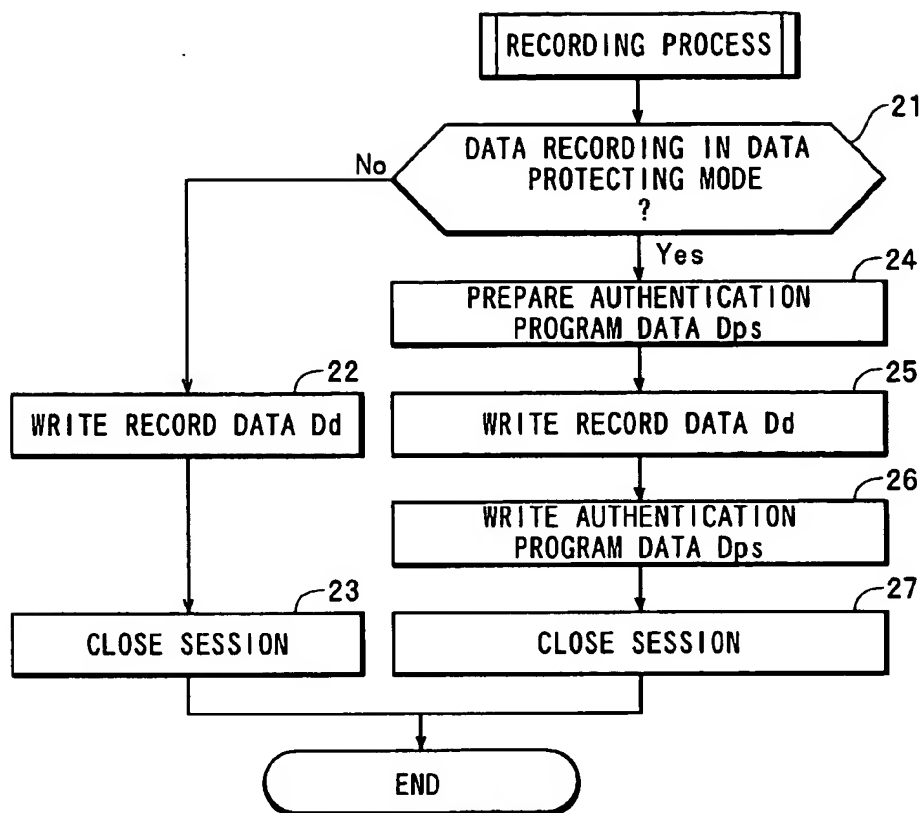 RECORDING PROCESS
21
DATA RECORDING IN DATA
PROTECTING MODE
?
No
Yes
24
PREPARE AUTHENTICATION
PROGRAM DATA Dps
22
WRITE RECORD DATA Dd
25
WRITE RECORD DATA Dd
26
WRITE AUTHENTICATION
PROGRAM DATA Dps
23
CLOSE SESSION
27
CLOSE SESSION
END